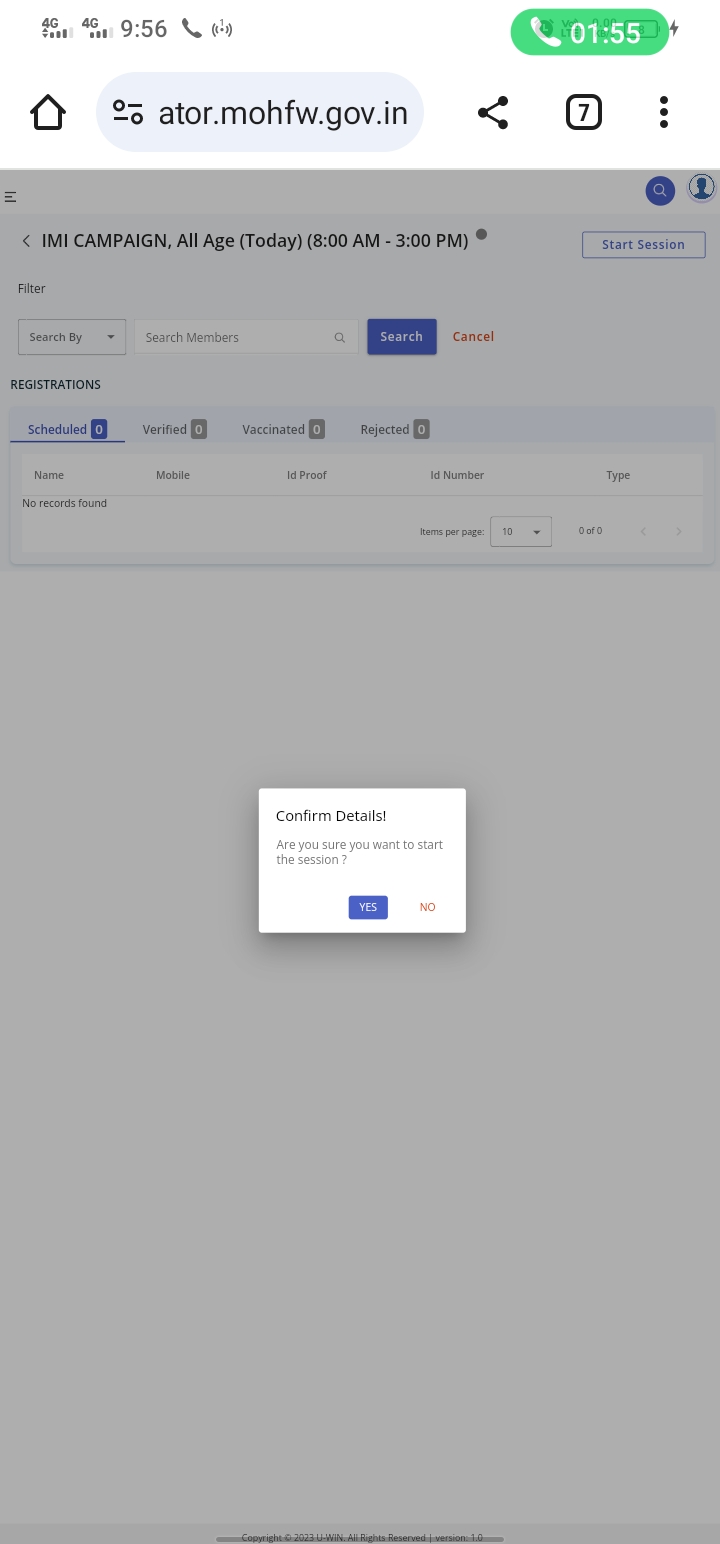 4G 4G 9:56 1 01:55
ator.mohfw.gov.in 7
IMI CAMPAIGN, All Age (Today) (8:00 AM - 3:00 PM) Start Session
Filter
Search By Search Members Search Cancel
REGISTRATIONS
Scheduled 0 Verified 0 Vaccinated 0 Rejected 0
Name Mobile Id Proof Id Number Type
No records found
Items per page: 10 0 of 0
Confirm Details!
Are you sure you want to start
the session ?
YES NO
Copyright © 2023 U-WIN. All Rights Reserved | version: 1.0